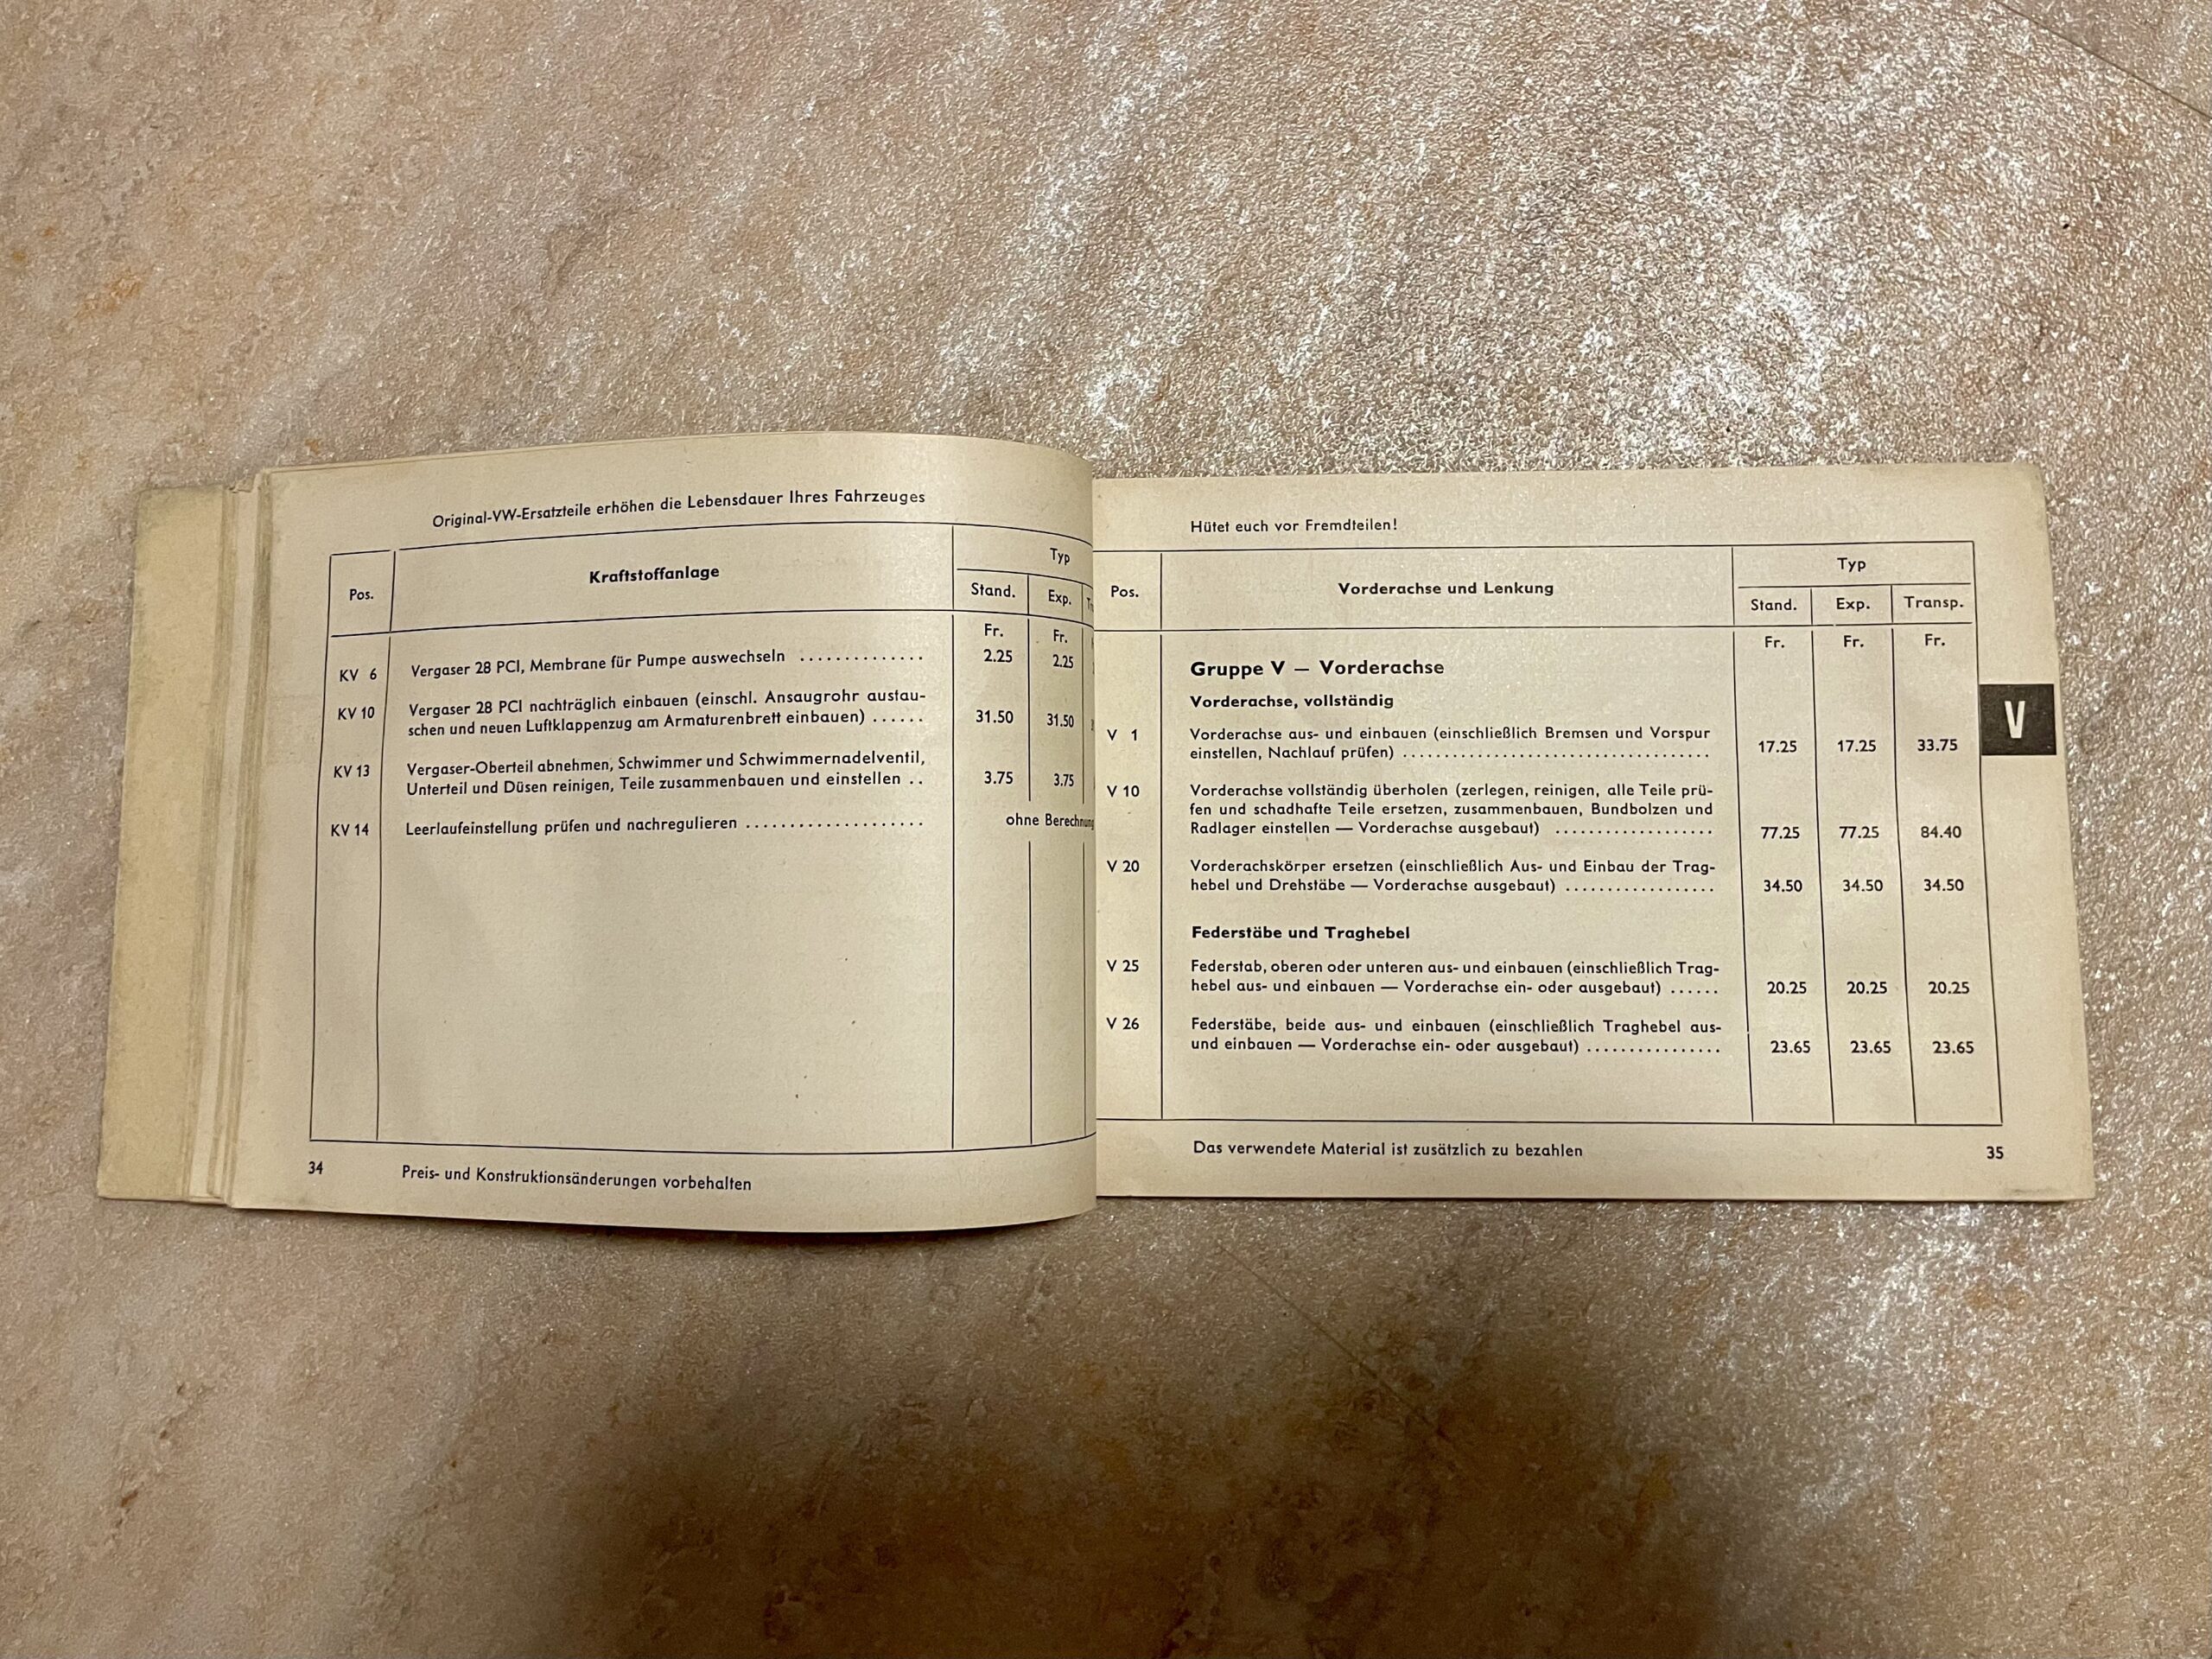 Original-VW-Ersatzteile erhöhen die Lebensdauer Ihres Fahrzeuges
Pos. Kraftstoffanlage Typ
Stand. Exp.
Fr. Fr.
KV 6 Vergaser 28 PCI, Membrane für Pumpe auswechseln .............. 2.25 2.25
KV 10 Vergaser 28 PCI nachträglich einbauen (einschl. Ansaugrohr austau-
schen und neuen Luftklappenzug am Armaturenbrett einbauen) ...... 31.50 31.50
KV 13 Vergaser-Oberteil abnehmen, Schwimmer und Schwimmernadelventil,
Unterteil und Düsen reinigen, Teile zusammenbauen und einstellen .. 3.75 3.75
KV 14 Leerlaufeinstellung prüfen und nachregulieren .................... ohne Berechnung
34 Preis- und Konstruktionsänderungen vorbehalten
Hütet euch vor Fremdteilen!
Pos. Vorderachse und Lenkung Typ
Stand. Exp. Transp.
Fr. Fr. Fr.
Gruppe V — Vorderachse
Vorderachse, vollständig
V 1 Vorderachse aus- und einbauen (einschließlich Bremsen und Vorspur
einstellen, Nachlauf prüfen) .................................... 17.25 17.25 33.75
V 10 Vorderachse vollständig überholen (zerlegen, reinigen, alle Teile prü-
fen und schadhafte Teile ersetzen, zusammenbauen, Bundbolzen und
Radlager einstellen — Vorderachse ausgebaut) .................. 77.25 77.25 84.40
V 20 Vorderachskörper ersetzen (einschließlich Aus- und Einbau der Trag-
hebel und Drehstäbe — Vorderachse ausgebaut) .................. 34.50 34.50 34.50
Federstäbe und Traghebel
V 25 Federstab, oberen oder unteren aus- und einbauen (einschließlich Trag-
hebel aus- und einbauen — Vorderachse ein- oder ausgebaut) ...... 20.25 20.25 20.25
V 26 Federstäbe, beide aus- und einbauen (einschließlich Traghebel aus-
und einbauen — Vorderachse ein- oder ausgebaut) ................ 23.65 23.65 23.65
Das verwendete Material ist zusätzlich zu bezahlen 35
V